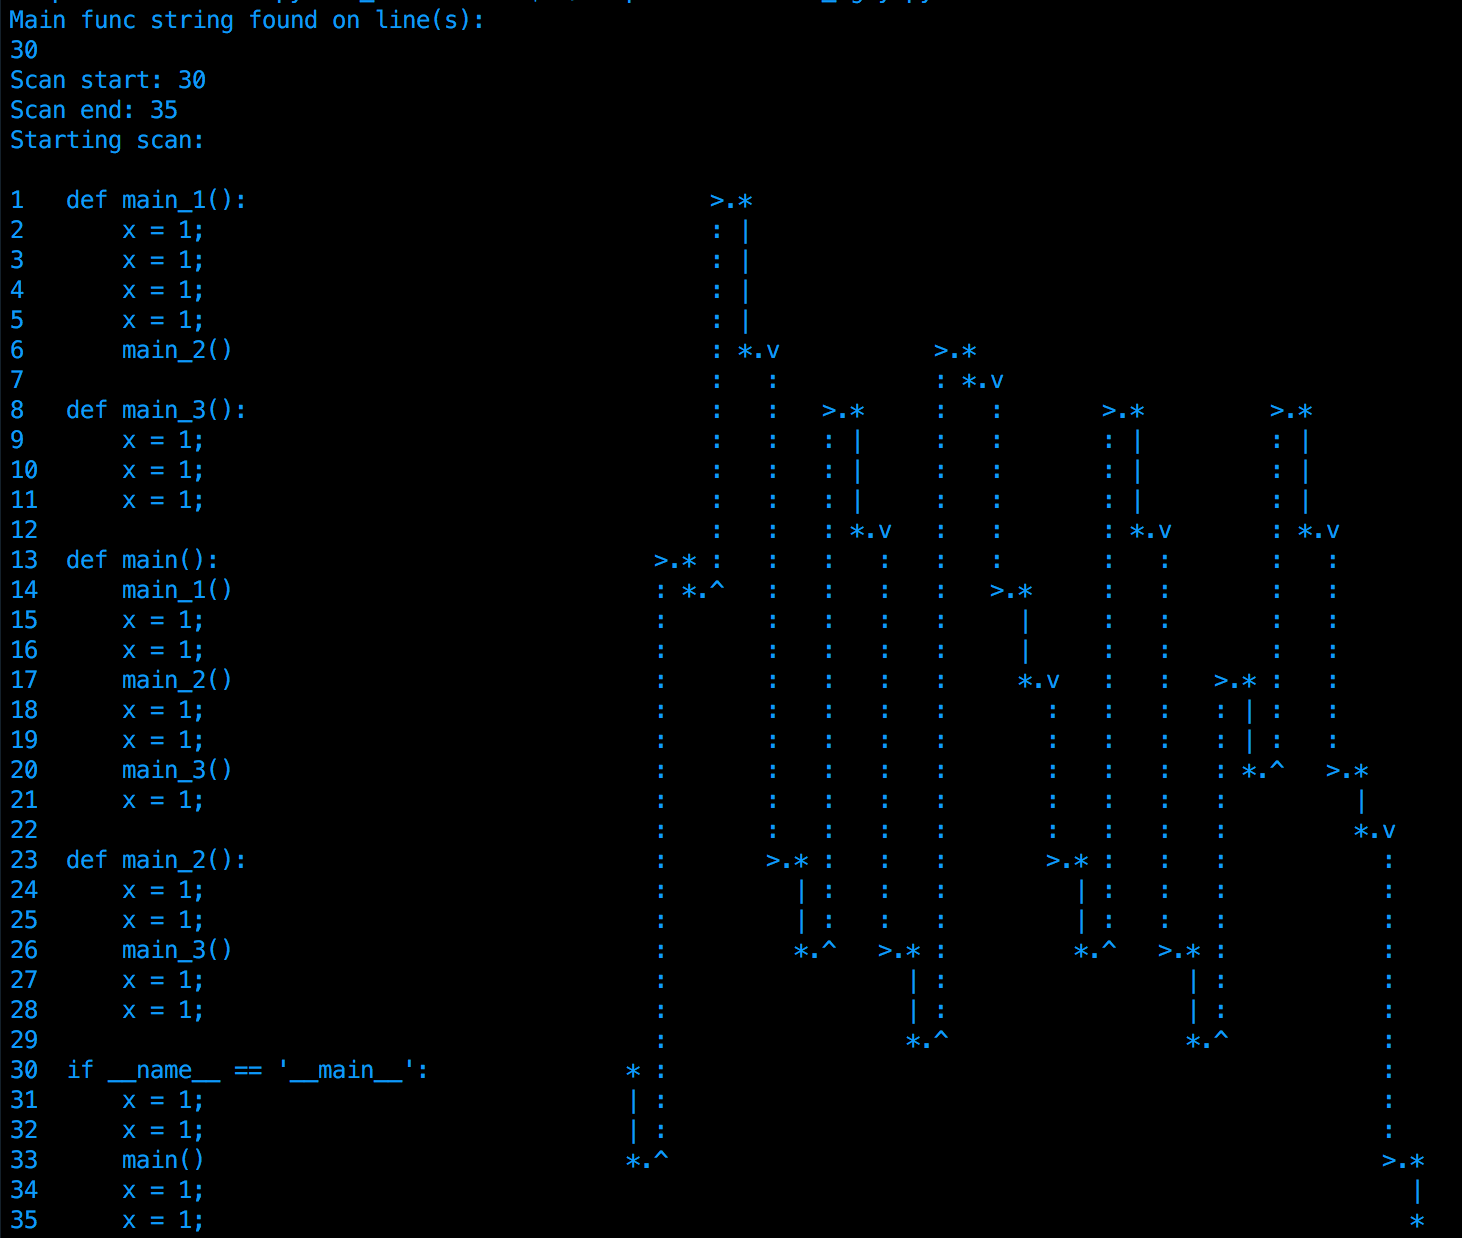 Main func string found on line(s):
30
Scan start: 30
Scan end: 35
Starting scan:

1   def main_1():                                 >.*
2       x = 1;                                    : |
3       x = 1;                                    : |
4       x = 1;                                    : |
5       x = 1;                                    : |
6       main_2()                                  : *.v           >.*
7                                                 :   :           : *.v
8   def main_3():                                 :   :   >.*     :   :       >.*         >.*
9       x = 1;                                    :   :   : |     :   :       : |         : |
10      x = 1;                                    :   :   : |     :   :       : |         : |
11      x = 1;                                    :   :   : |     :   :       : |         : |
12                                                :   :   : *.v   :   :       : *.v       : *.v
13  def main():                               >.* :   :   :   :   :   :       :   :       :   :
14      main_1()                              : *.^   :   :   :   :   >.*     :   :       :   :
15      x = 1;                                :       :   :   :   :     |     :   :       :   :
16      x = 1;                                :       :   :   :   :     |     :   :       :   :
17      main_2()                              :       :   :   :   :     *.v   :   :   >.* :   :
18      x = 1;                                :       :   :   :   :       :   :   :   : | :   :
19      x = 1;                                :       :   :   :   :       :   :   :   : | :   :
20      main_3()                              :       :   :   :   :       :   :   :   : *.^   >.*
21      x = 1;                                :       :   :   :   :       :   :   :   :         |
22                                            :       :   :   :   :       :   :   :   :         *.v
23  def main_2():                             :       >.* :   :   :       >.* :   :   :           :
24      x = 1;                                :         | :   :   :         | :   :   :           :
25      x = 1;                                :         | :   :   :         | :   :   :           :
26      main_3()                              :         *.^   >.* :         *.^   >.* :           :
27      x = 1;                                :                 | :                 | :           :
28      x = 1;                                :                 | :                 | :           :
29                                            :                 *.^                 *.^           :
30  if __name__ == '__main__':              * :                                                   :
31      x = 1;                              | :                                                   :
32      x = 1;                              | :                                                   :
33      main()                              *.^                                                   >.*
34      x = 1;                                                                                      |
35      x = 1;                                                                                      *